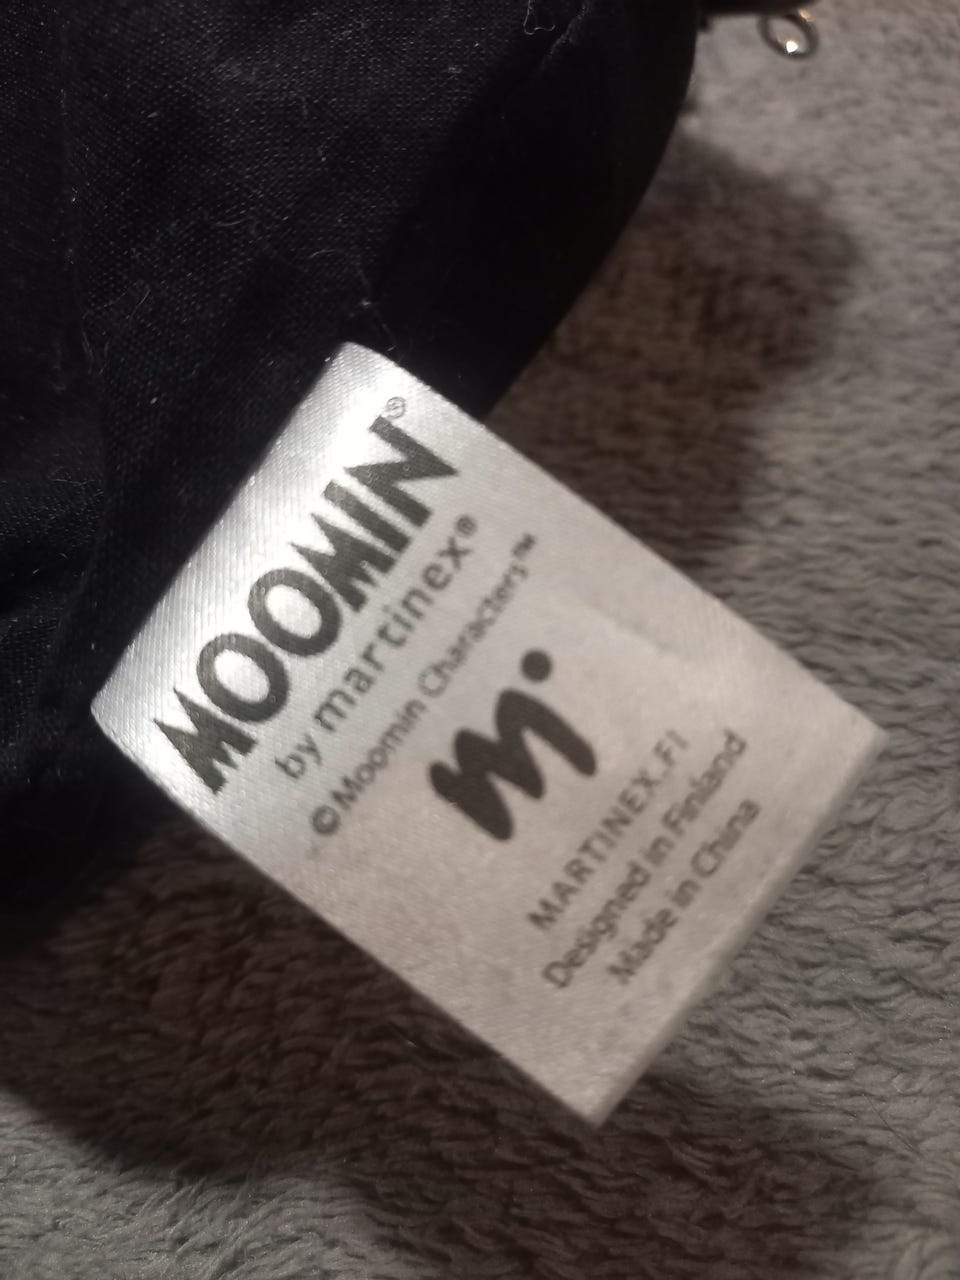 MOOMIN®
by martinex®
©Moomin Characters™
m
MARTINEX.FI
Designed in Finland
Made in China